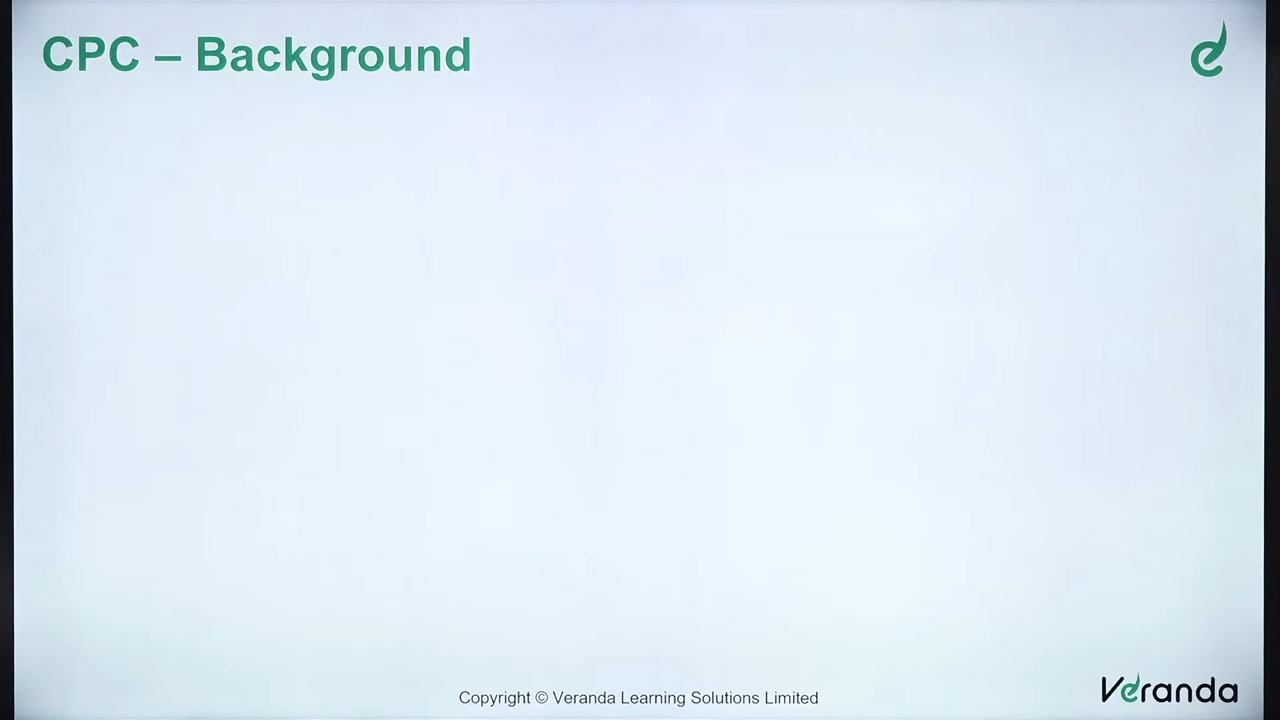 CPC – Background
Copyright © Veranda Learning Solutions Limited
Veranda